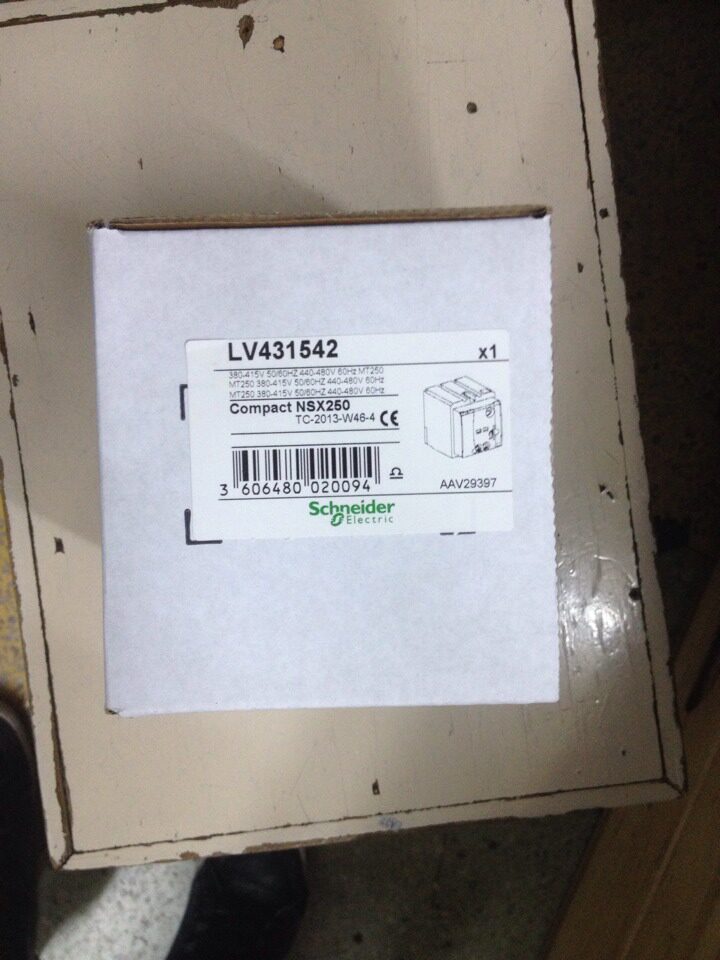 LV431542
x1
380-415V 50/60HZ 440-480V 60Hz MT250
MT250 380-415V 50/60HZ 440-480V 60Hz
MT250 380-415V 50/60HZ 440-480V 60Hz
Compact NSX250
TC-2013-W46-4 CE
3 606480 020094
AAV29397
Schneider
Electric